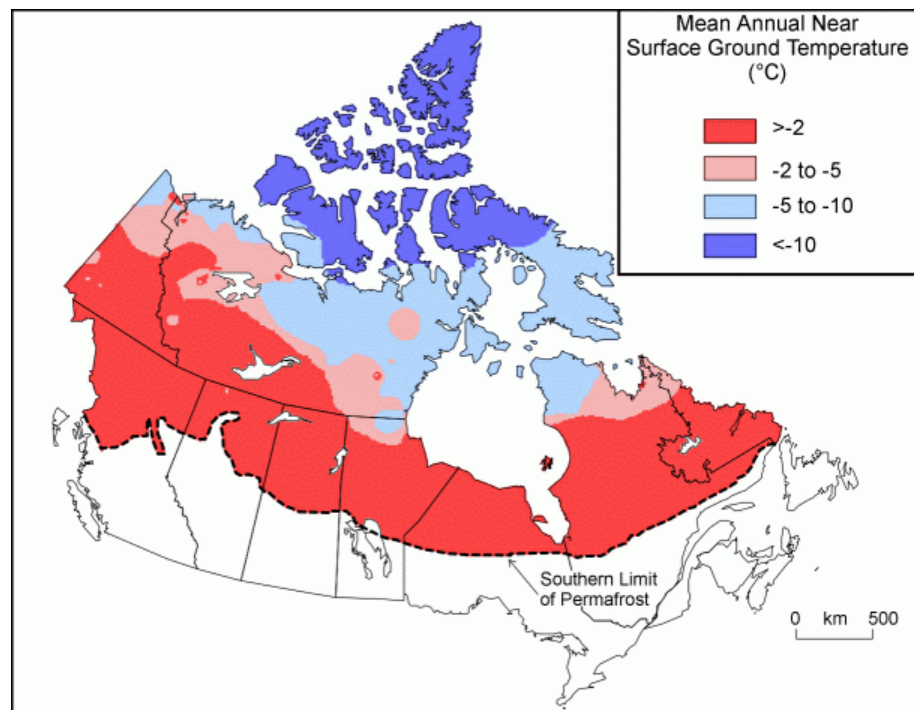 Mean Annual Near
Surface Ground Temperature
(°C)
>-2
-2 to -5
-5 to -10
<-10
Southern Limit
of Permafrost
0 km 500